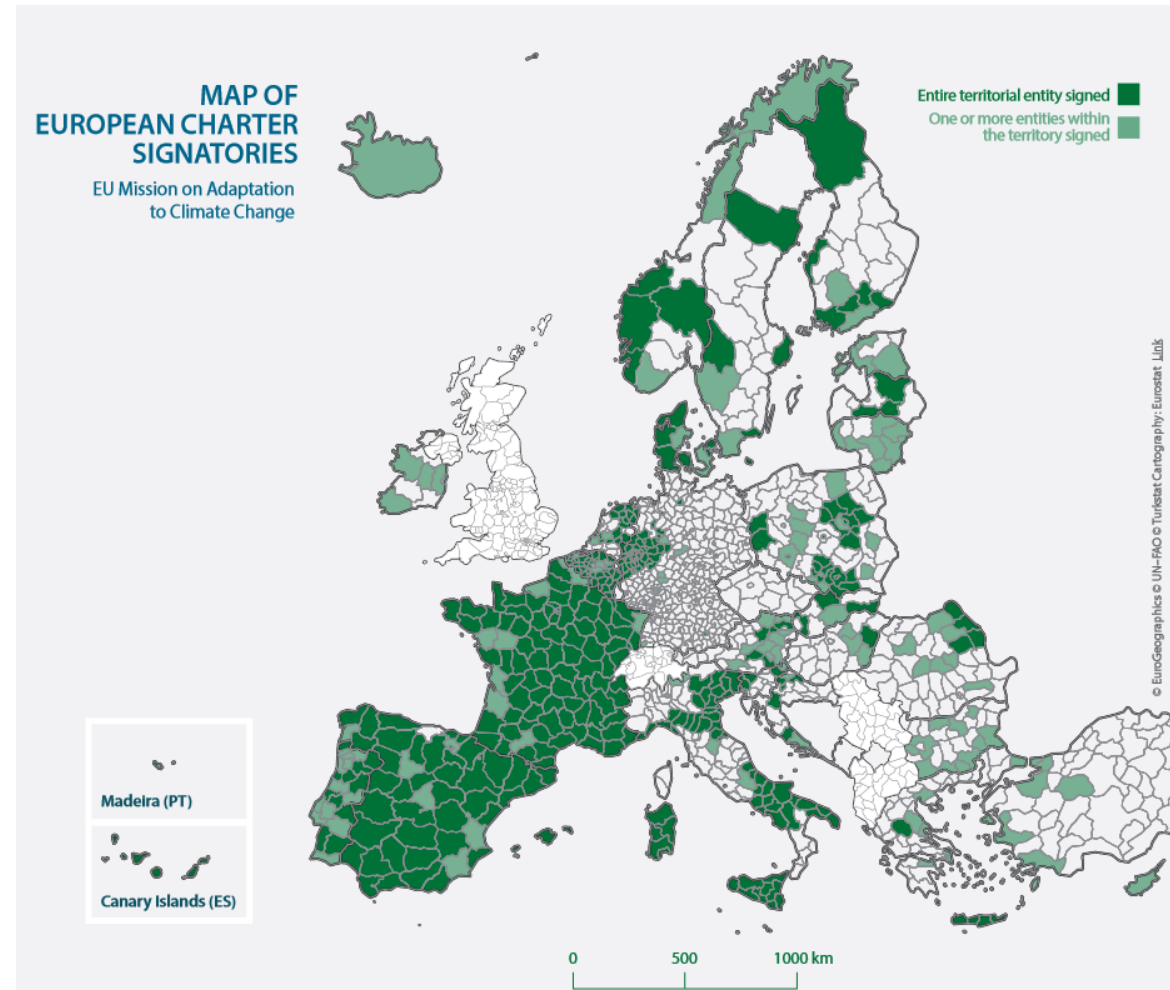 MAP OF
EUROPEAN CHARTER
SIGNATORIES
EU Mission on Adaptation
to Climate Change
Entire territorial entity signed
One or more entities within
the territory signed
Madeira (PT)
Canary Islands (ES)
0 500 1000 km
© EuroGeographics © UN–FAO © Turkstat Cartography: Eurostat Link